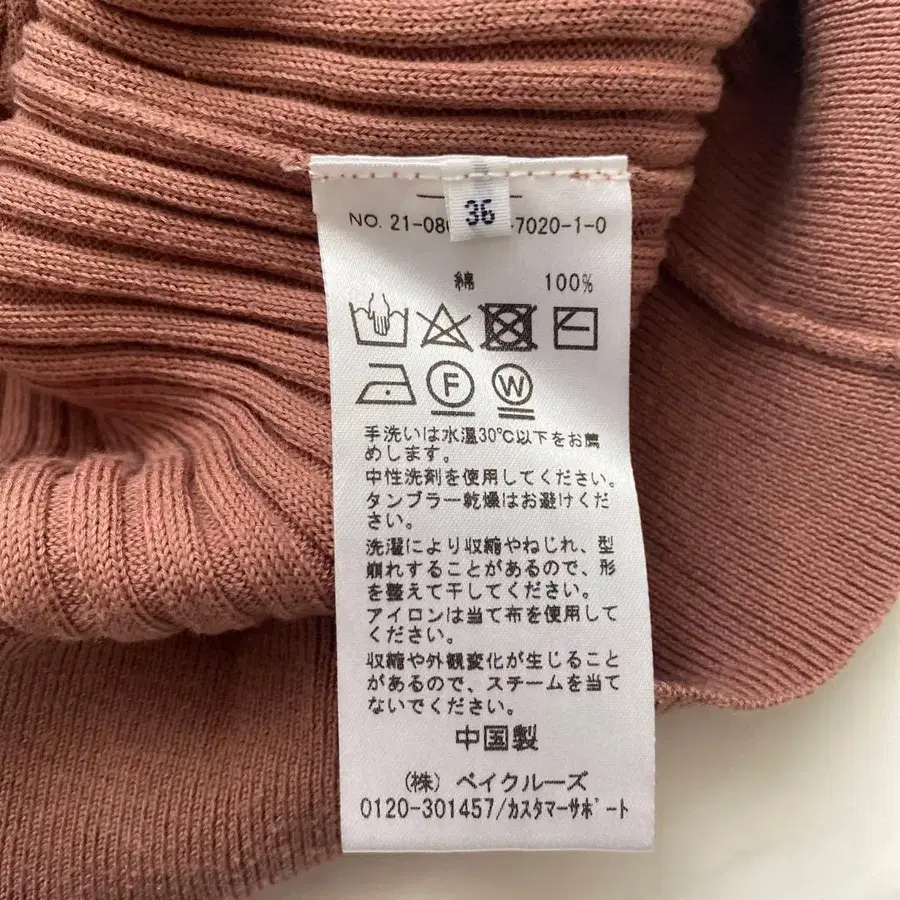 36
NO. 21-080 -7020-1-0
綿 100%
F W
手洗いは水温30℃以下をお薦
めします。
中性洗剤を使用してください。
タンブラー乾燥はお避けくだ
さい。
洗濯により収縮やねじれ、型
崩れすることがあるので、形
を整えて干してください。
アイロンは当て布を使用して
ください。
収縮や外観変化が生じること
があるので、スチームを当て
ないでください。
中国製
(株) ベイクルーズ
0120-301457/カスタマーサポート